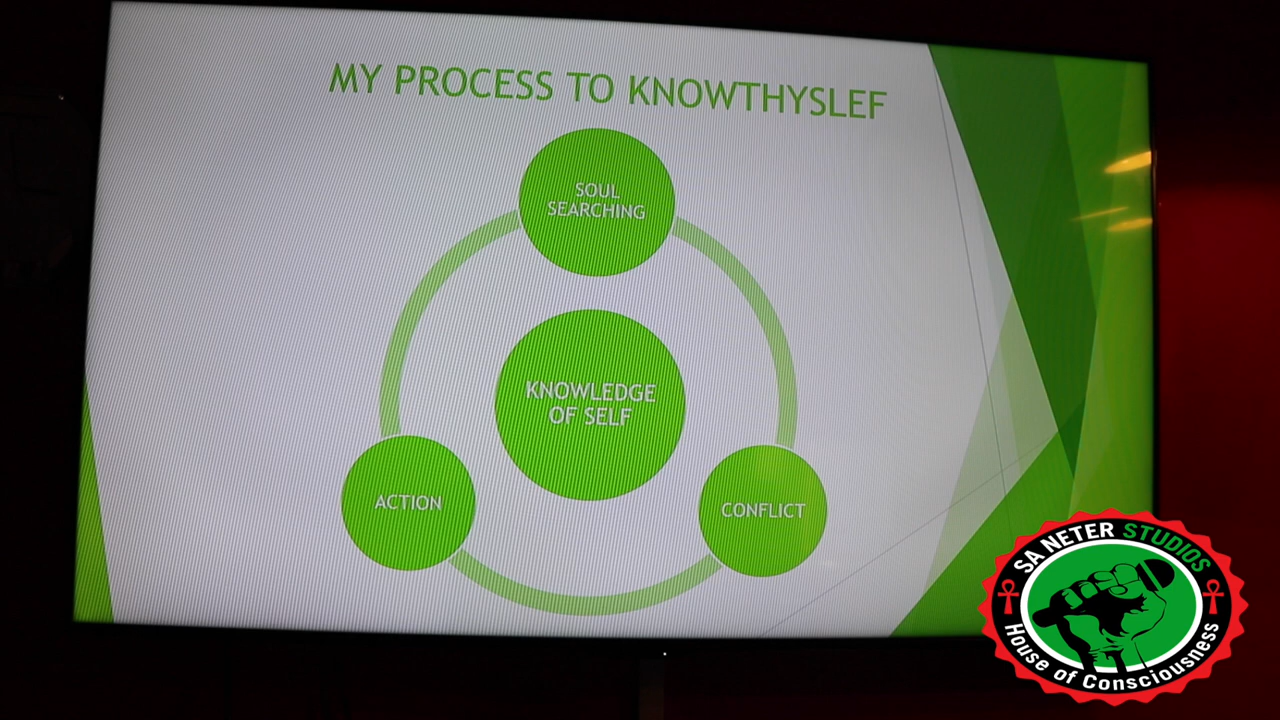 MY PROCESS TO KNOWTHYSLEF
SOUL
SEARCHING
KNOWLEDGE
OF SELF
ACTION
CONFLICT
SA NETER STUDIOS
House of Consciousness